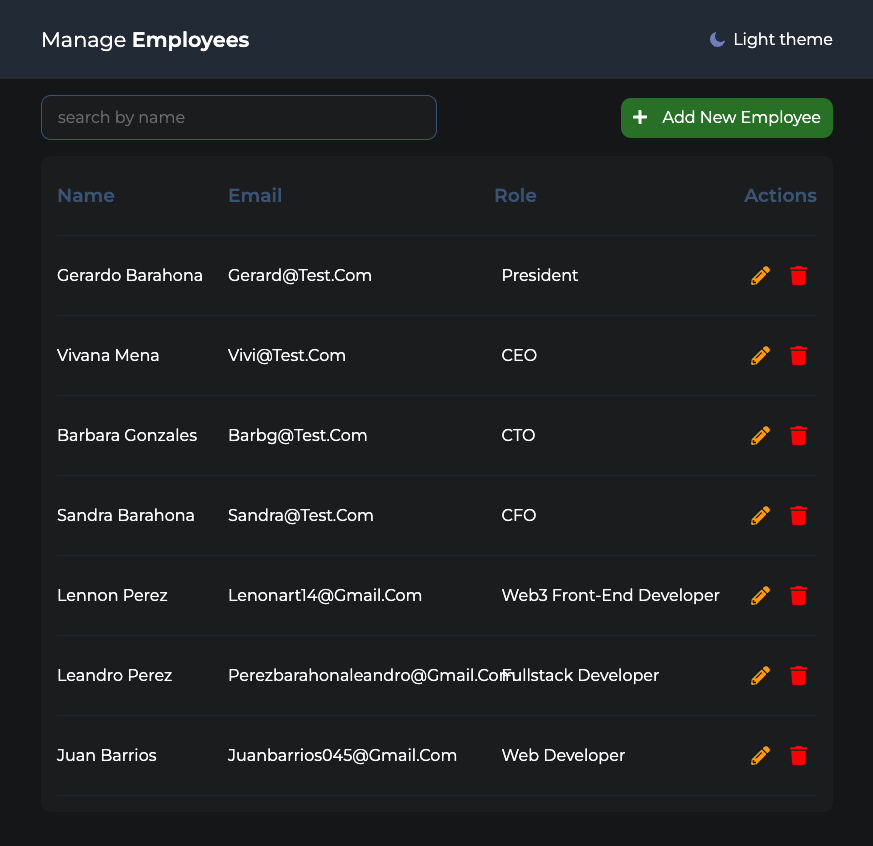 Manage Employees
Light theme
search by name
Add New Employee
Name Email Role Actions
Gerardo Barahona Gerard@Test.Com President
Vivana Mena Vivi@Test.Com CEO
Barbara Gonzales Barbg@Test.Com CTO
Sandra Barahona Sandra@Test.Com CFO
Lennon Perez Lenonart14@Gmail.Com Web3 Front-End Developer
Leandro Perez Perezbarahonaleandro@Gmail.Com Fullstack Developer
Juan Barrios Juanbarrios045@Gmail.Com Web Developer